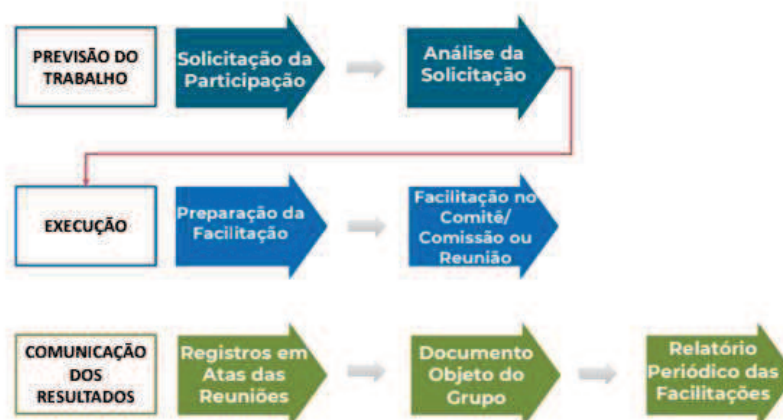 PREVISÃO DO
TRABALHO
Solicitação da
Participação
Análise da
Solicitação
EXECUÇÃO
Preparação da
Facilitação
Facilitação no
Comitê/
Comissão ou
Reunião
COMUNICAÇÃO
DOS
RESULTADOS
Registros em
Atas das
Reuniões
Documento
Objeto do
Grupo
Relatório
Periódico das
Facilitações